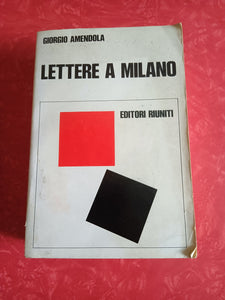 GIORGIO AMENDOLA
LETTERE A MILANO
EDITORI RIUNITI